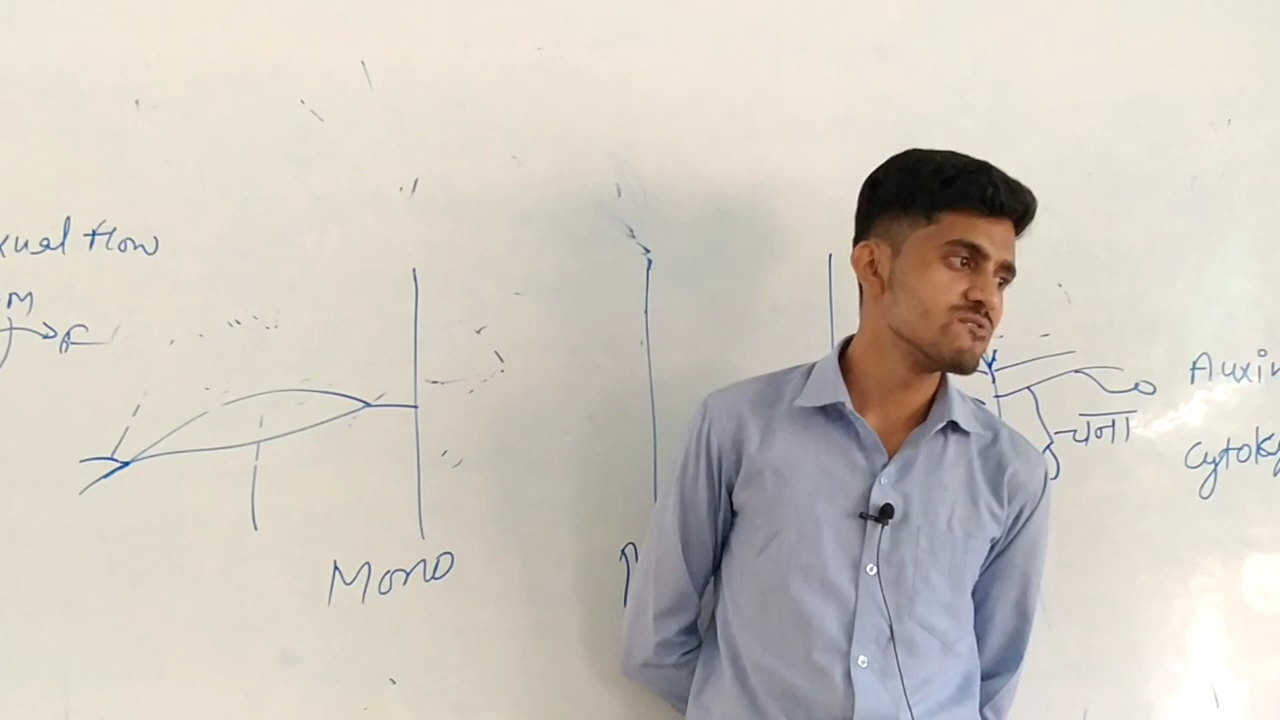 xual flow
M
F
Mono
चना
Auxin
Cytok